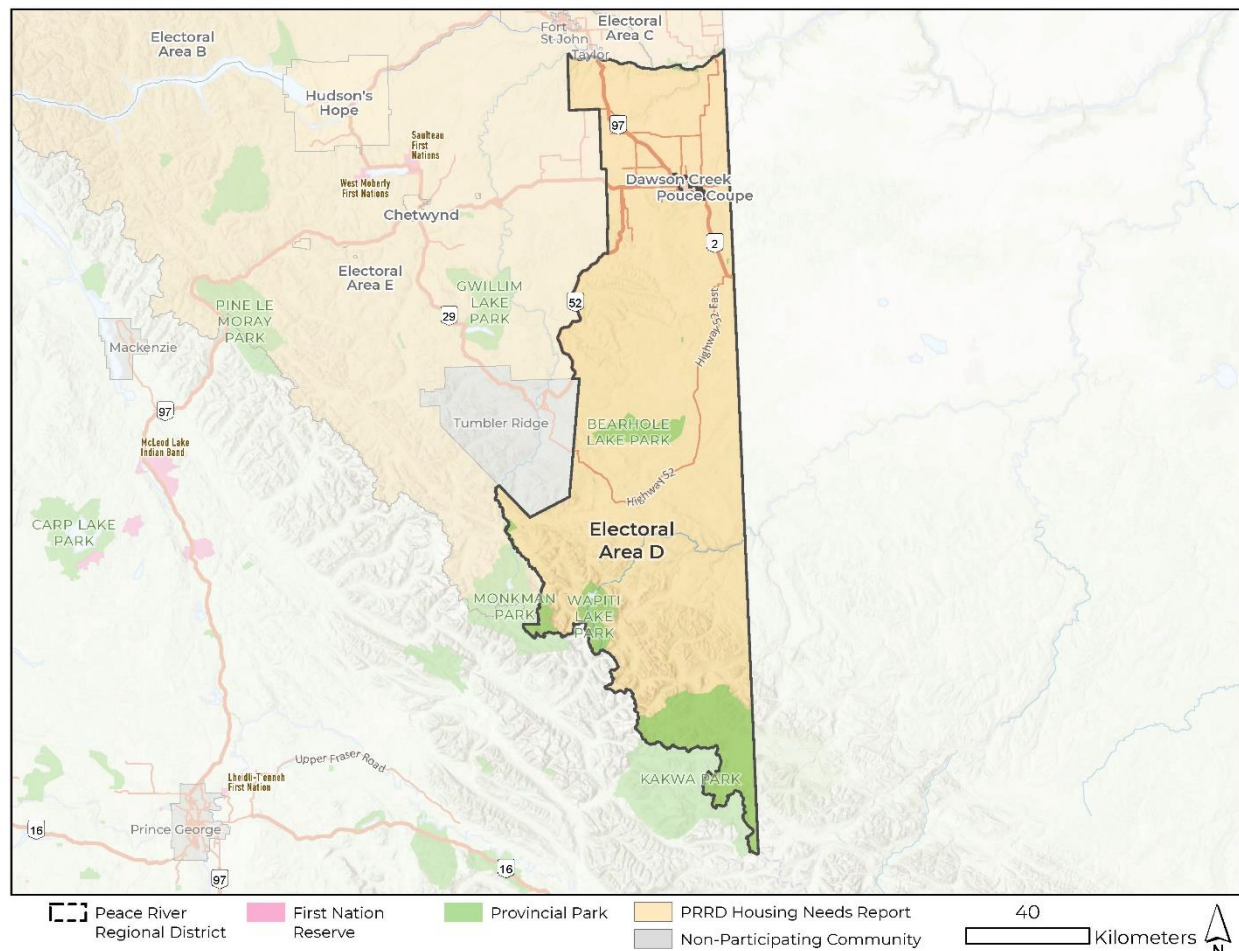 Electoral
Area B
Fort
St John
Electoral
Area C
Taylor
Hudson's
Hope
97
Saulteau
First
Nations
West Moberly
First Nations
Dawson Creek
Pouce Coupe
Chetwynd
2
Electoral
Area E
GWILLIM
LAKE
PARK
52
PINE LE
MORAY PARK
29
Highway 52 East
Mackenzie
97
Tumbler Ridge
BEARHOLE
LAKE PARK
McLeod Lake
Indian Band
Highway 52
CARP LAKE
PARK
Electoral
Area D
MONKMAN
PARK
WAPITI
LAKE
PARK
Upper Fraser Road
KAKWA PARK
Lheidli-T'enneh
First Nation
16
Prince George
16
97
Peace River
Regional District
First Nation
Reserve
Provincial Park
PRRD Housing Needs Report
Non-Participating Community
40
Kilometers
N